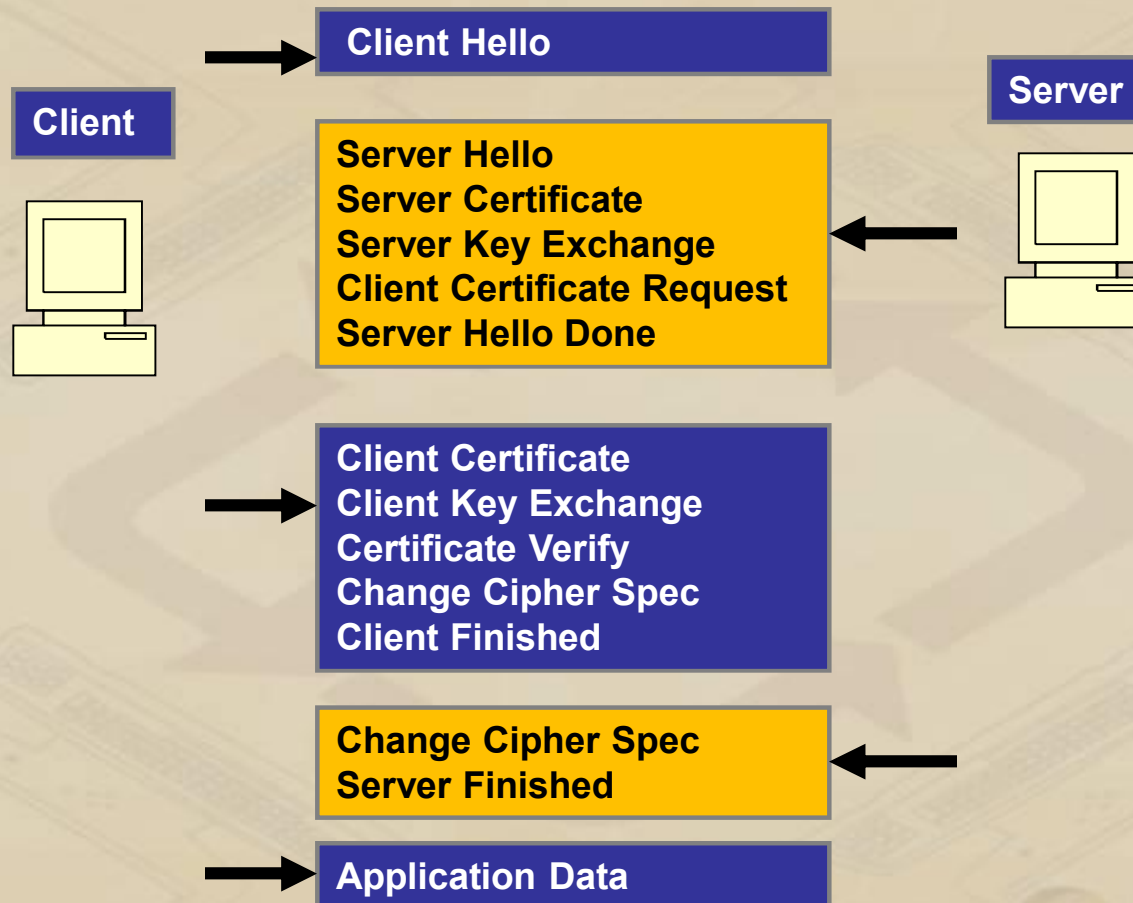 Client Hello
Client
Server
Server Hello
Server Certificate
Server Key Exchange
Client Certificate Request
Server Hello Done
Client Certificate
Client Key Exchange
Certificate Verify
Change Cipher Spec
Client Finished
Change Cipher Spec
Server Finished
Application Data